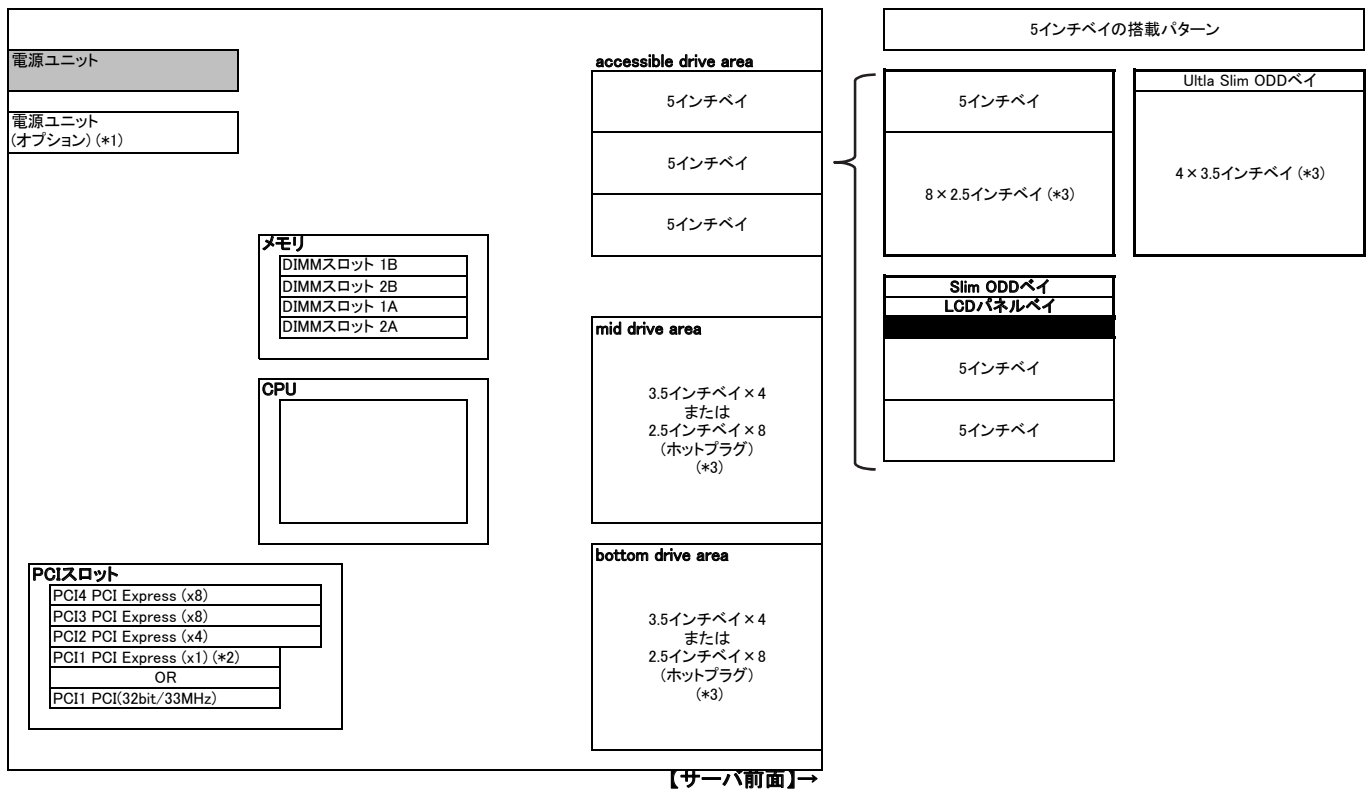 電源ユニット
電源ユニット
(オプション) (*1)
メモリ
DIMMスロット 1B
DIMMスロット 2B
DIMMスロット 1A
DIMMスロット 2A
CPU
PCIスロット
PCI4 PCI Express (x8)
PCI3 PCI Express (x8)
PCI2 PCI Express (x4)
PCI1 PCI Express (x1) (*2)
OR
PCI1 PCI(32bit/33MHz)
accessible drive area
5インチベイ
5インチベイ
5インチベイ
mid drive area
3.5インチベイ×4
または
2.5インチベイ×8
(ホットプラグ)
(*3)
bottom drive area
3.5インチベイ×4
または
2.5インチベイ×8
(ホットプラグ)
(*3)
【サーバ前面】→
5インチベイの搭載パターン
5インチベイ
8×2.5インチベイ (*3)
Ultla Slim ODDベイ
4×3.5インチベイ (*3)
Slim ODDベイ
LCDパネルベイ
5インチベイ
5インチベイ